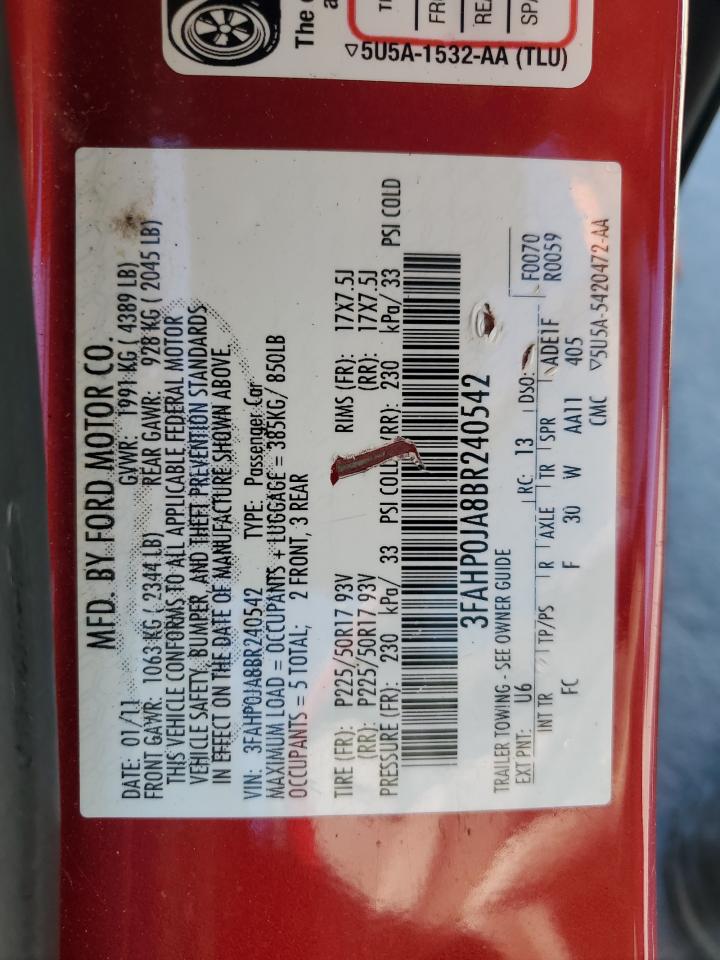 MFD. BY FORD MOTOR CO.
DATE: 01/11 GVWR: 1991 KG ( 4389 LB)
FRONT GAWR: 1063 KG ( 2344 LB) REAR GAWR: 928 KG ( 2045 LB)
THIS VEHICLE CONFORMS TO ALL APPLICABLE FEDERAL MOTOR
VEHICLE SAFETY, BUMPER, AND THEFT PREVENTION STANDARDS
IN EFFECT ON THE DATE OF MANUFACTURE SHOWN ABOVE.
VIN: 3FAHP0JA8BR240542 TYPE: Passenger Car
MAXIMUM LOAD = OCCUPANTS + LUGGAGE = 385KG/ 850LB
OCCUPANTS = 5 TOTAL; 2 FRONT, 3 REAR
TIRE (FR): P225/50R17 93V RIMS (FR): 17X7.5J
(RR): P225/50R17 93V (RR): 17X7.5J
PRESSURE (FR): 230 kPa/ 33 PSI COLD (RR): 230 kPa/ 33 PSI COLD
3FAHP0JA8BR240542
TRAILER TOWING - SEE OWNER GUIDE F0070
EXT PNT: U6 RC: 13 DSO: R0059
INT TR TP/PS R AXLE TR SPR ADE1F
FC F 30 W AA11 405
CMC ▽5U5A-5420472-AA
The
▽5U5A-1532-AA (TLU)